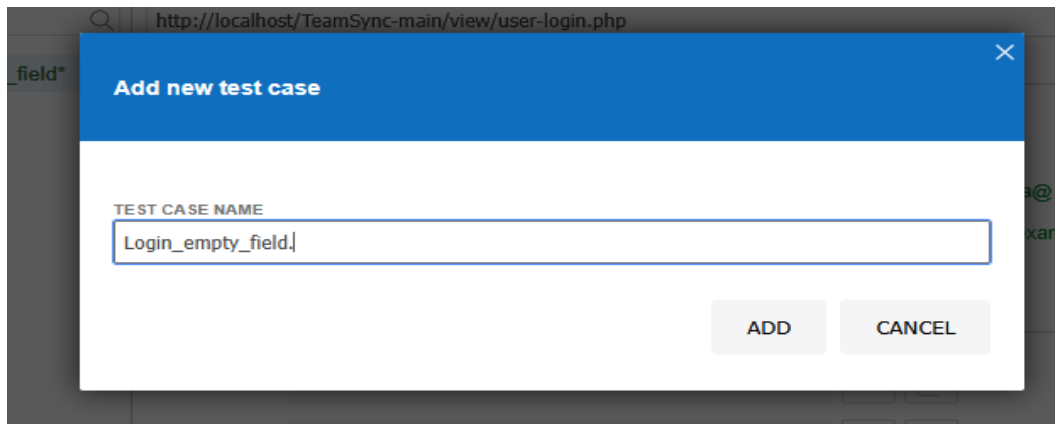 http://localhost/TeamSync-main/view/user-login.php
_field*
Add new test case
a@
xar
TEST CASE NAME
Login_empty_field.
ADD CANCEL